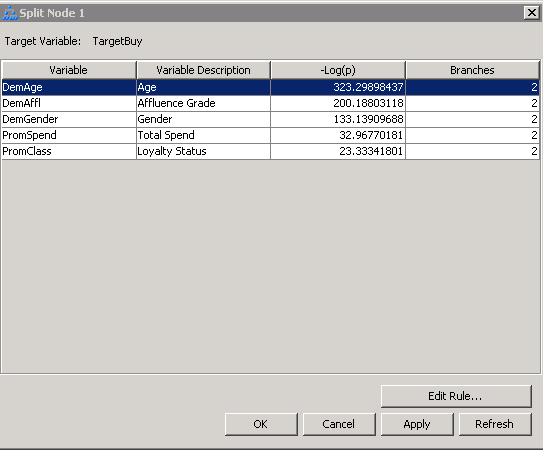 Split Node 1
Target Variable: TargetBuy
Variable Variable Description -Log(p) Branches
DemAge Age 323.29898437 2
DemAffl Affluence Grade 200.18803118 2
DemGender Gender 133.13909688 2
PromSpend Total Spend 32.96770181 2
PromClass Loyalty Status 23.33341801 2
Edit Rule...
OK Cancel Apply Refresh